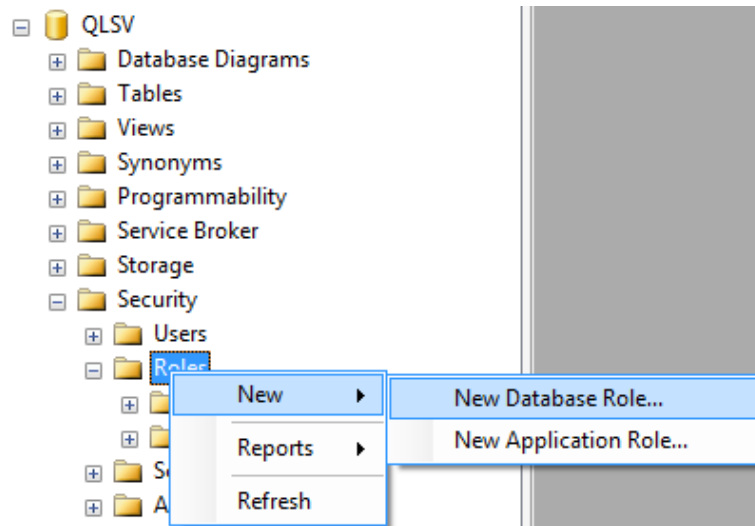 QLSV
Database Diagrams
Tables
Views
Synonyms
Programmability
Service Broker
Storage
Security
Users
Roles
New
New Database Role...
New Application Role...
Reports
Refresh